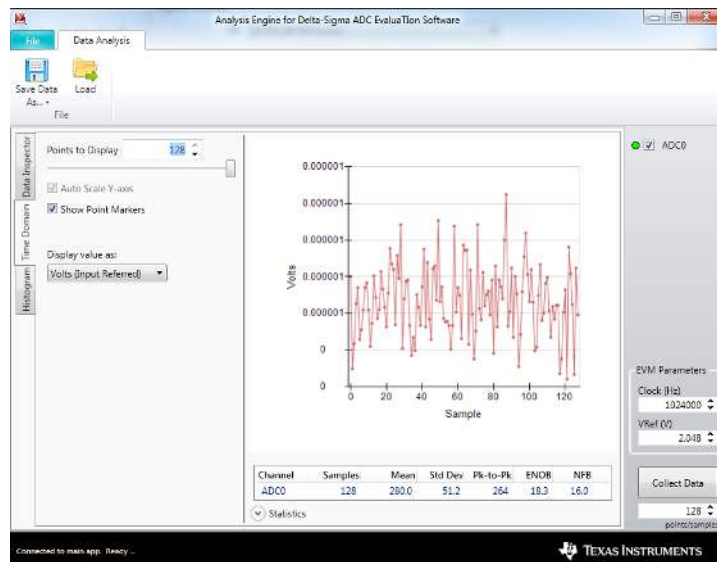 Analysis Engine for Delta-Sigma ADC EvaluaTIon Software
File
Data Analysis
Save Data As...
Load
File
Data Inspector
Time Domain
Histogram
Points to Display
128
Auto Scale Y-axis
Show Point Markers
Display value as:
Volts (Input Referred)
Volts
0.000001
0.000001
0.000001
0.000001
0.000001
0
0
0 20 40 60 80 100 120
Sample
Channel Samples Mean Std Dev Pk-to-Pk ENOB NFB
ADC0 128 280.0 51.2 264 18.3 16.0
Statistics
ADC0
EVM Parameters
Clock (Hz)
1024000
VRef (V)
2.048
Collect Data
128
points/samples
Connected to main app. Ready ..
TEXAS INSTRUMENTS